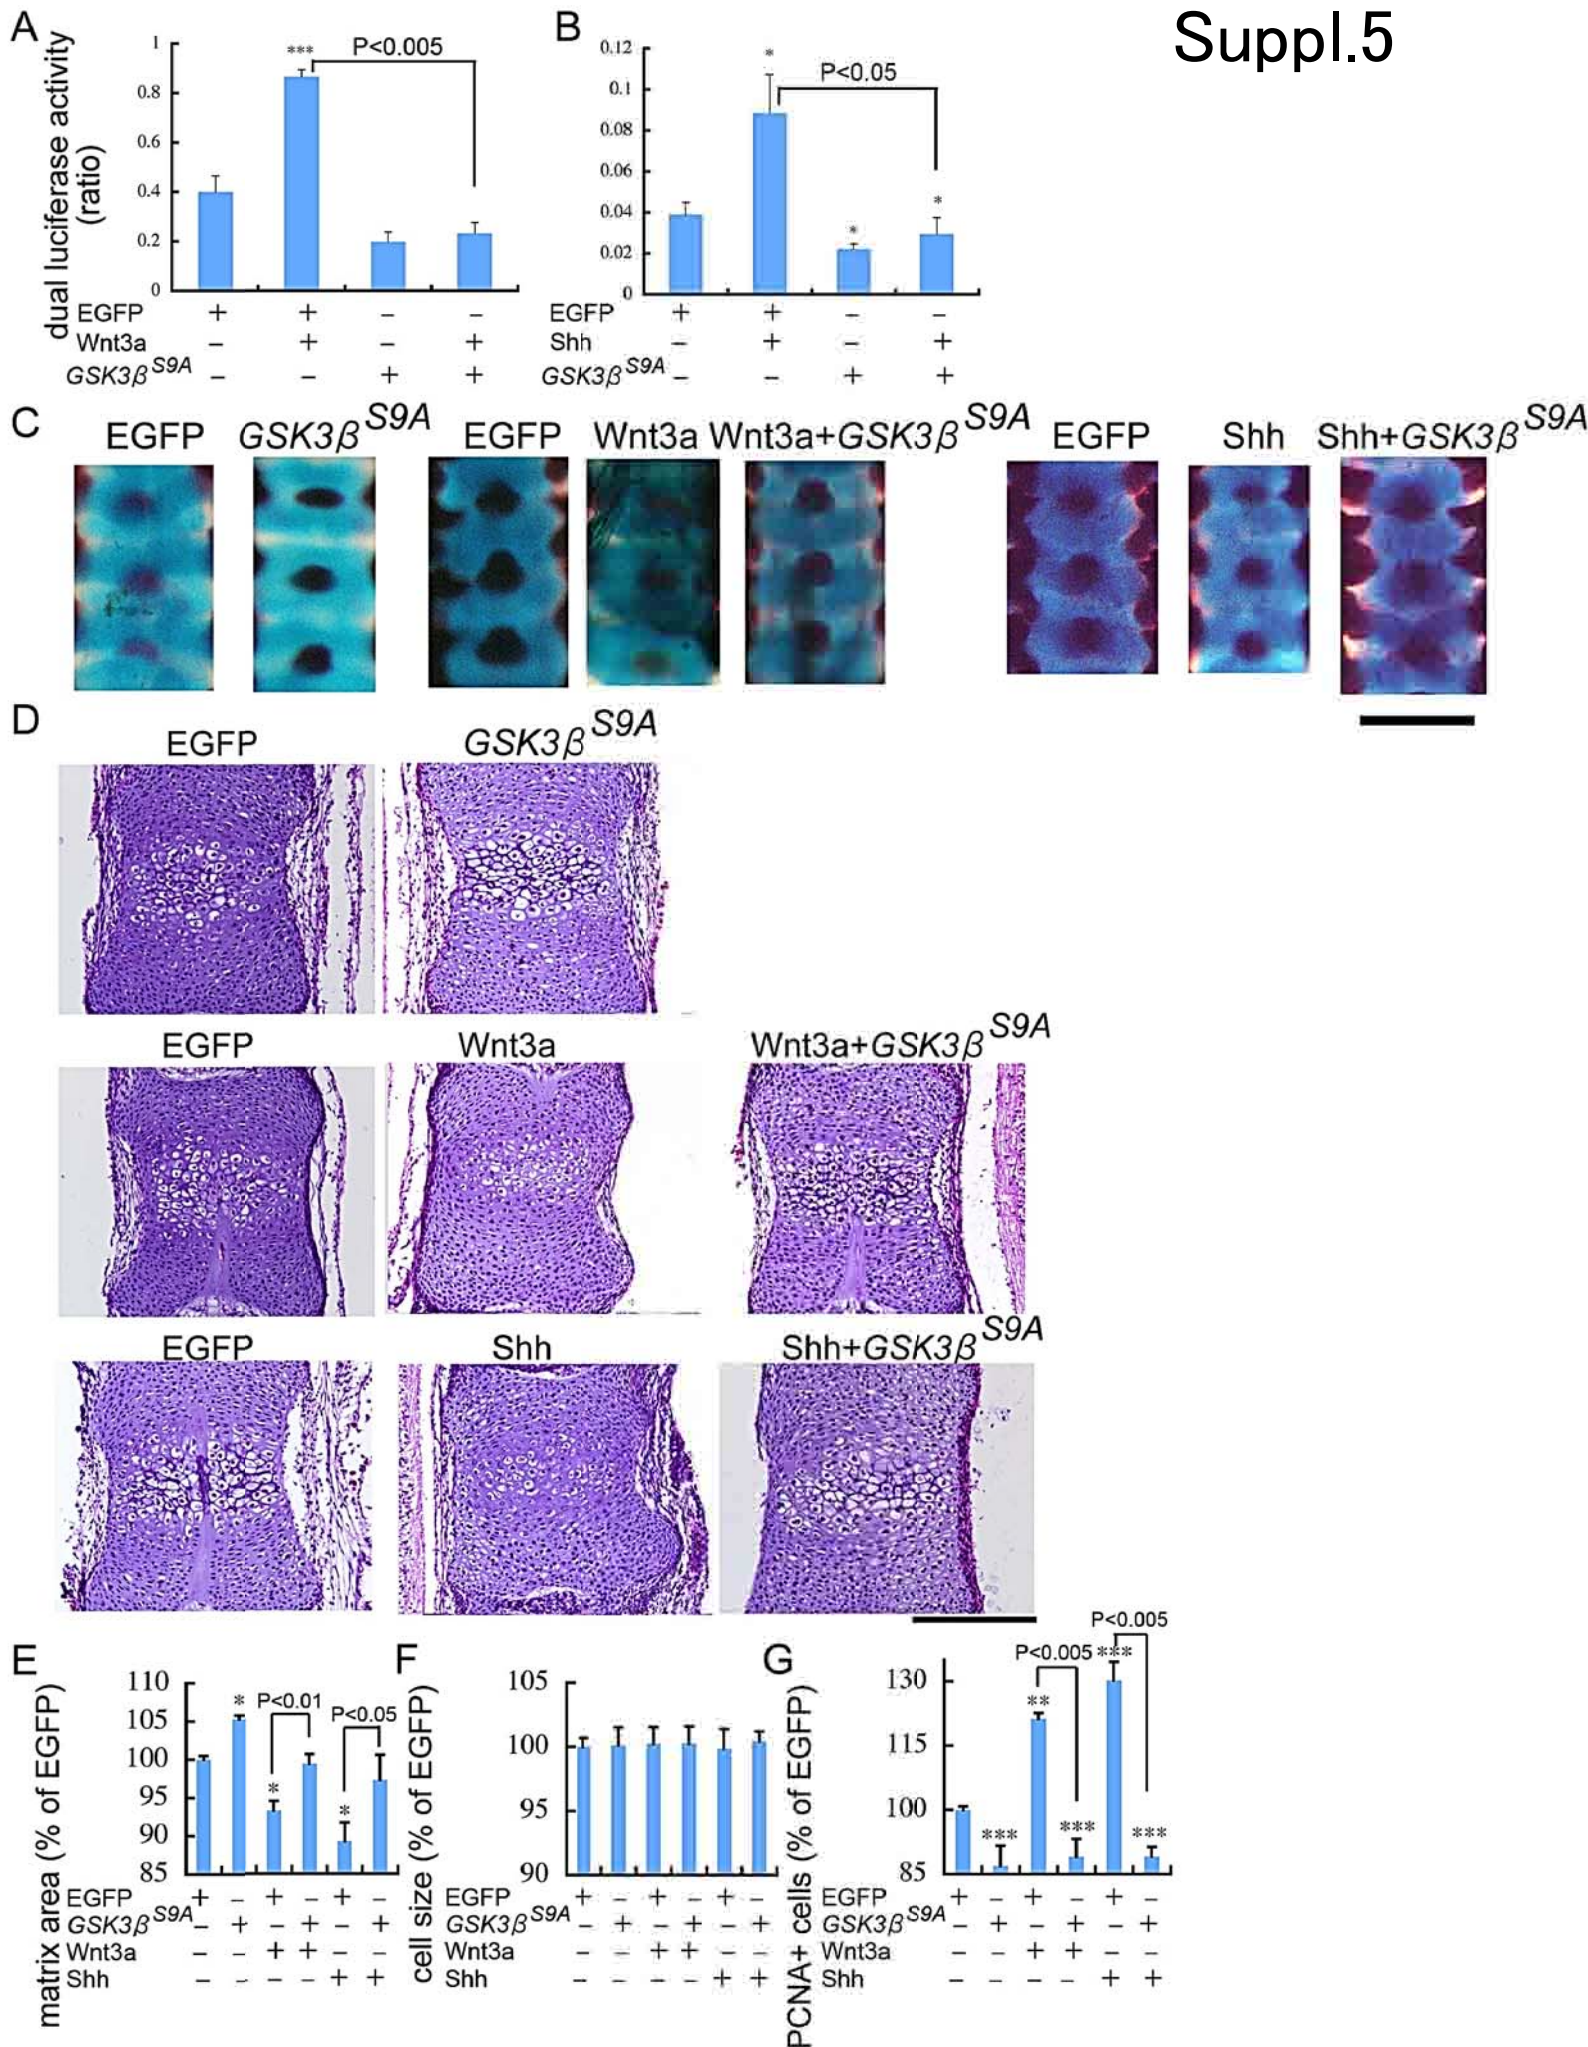 Suppl.5
A
dual luciferase activity
(ratio)
1
0.8
0.6
0.4
0.2
0
***
P<0.005
EGFP + + – –
Wnt3a – + – +
GSK3β S9A – – + +
B
0.12
0.1
0.08
0.06
0.04
0.02
0
*
P<0.05
*
*
EGFP + + – –
Shh – + – +
GSK3β S9A – – + +
C
EGFP GSK3β S9A EGFP Wnt3a Wnt3a+GSK3β S9A EGFP Shh Shh+GSK3β S9A
D
EGFP GSK3β S9A
EGFP Wnt3a Wnt3a+GSK3β S9A
EGFP Shh Shh+GSK3β S9A
E
matrix area (% of EGFP)
110
105
100
95
90
85
*
P<0.01
*
P<0.05
*
EGFP + – + – + –
GSK3β S9A – + – + – +
Wnt3a – – + + – –
Shh – – – – + +
F
cell size (% of EGFP)
105
100
95
90
EGFP + – + – + –
GSK3β S9A – + – + – +
Wnt3a – – + + – –
Shh – – – – + +
G
PCNA+ cells (% of EGFP)
130
115
100
85
***
**
P<0.005
***
***
P<0.005
***
EGFP + – + – + –
GSK3β S9A – + – + – +
Wnt3a – – + + – –
Shh – – – – + +